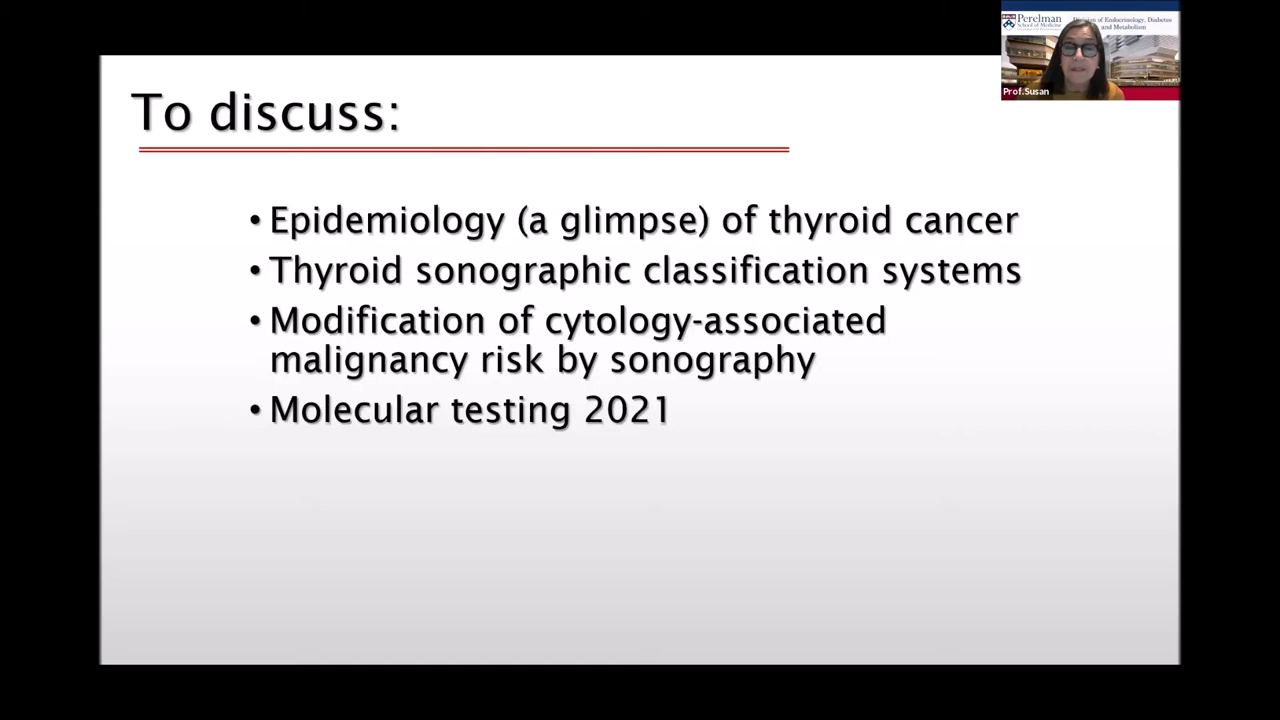 Perelman
School of Medicine
Division of Endocrinology, Diabetes
and Metabolism
Prof.Susan
To discuss:
• Epidemiology (a glimpse) of thyroid cancer
• Thyroid sonographic classification systems
• Modification of cytology-associated
malignancy risk by sonography
• Molecular testing 2021